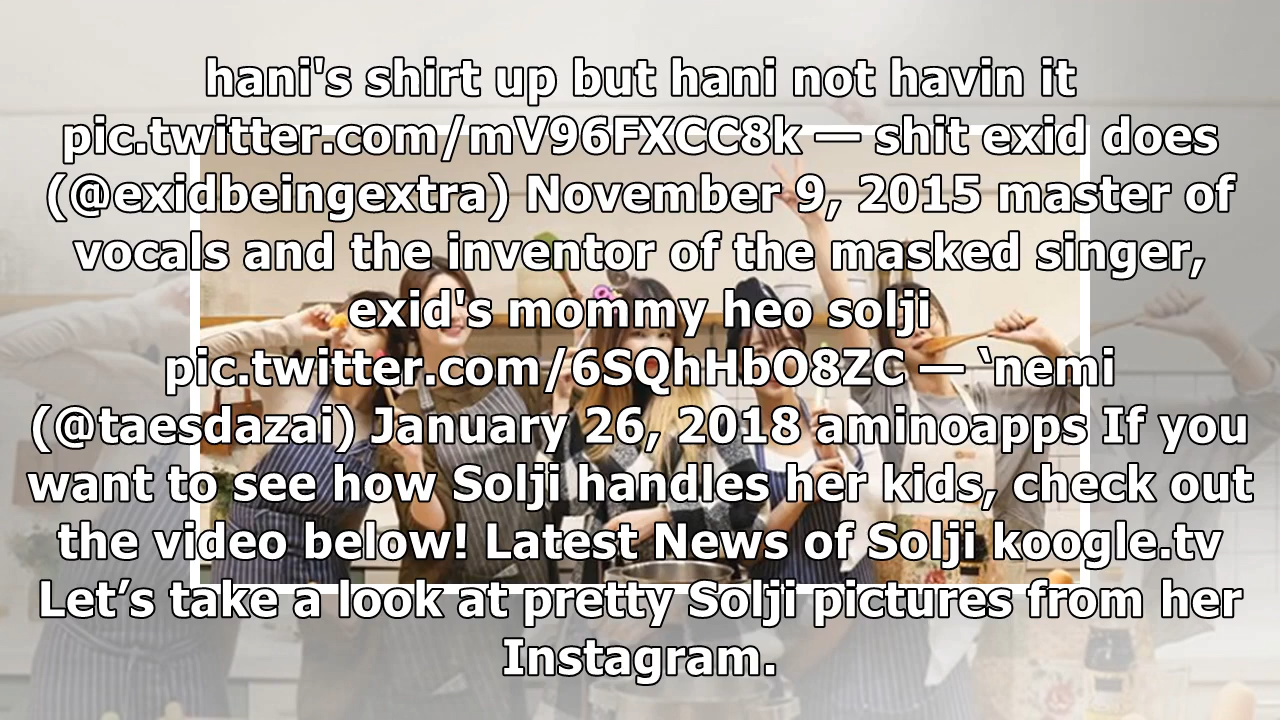 hani's shirt up but hani not havin it
pic.twitter.com/mV96FXCC8k — shit exid does
(@exidbeingextra) November 9, 2015 master of
vocals and the inventor of the masked singer,
exid's mommy heo solji
pic.twitter.com/6SQhHbO8ZC — ‘nemi
(@taesdazai) January 26, 2018 aminoapps If you
want to see how Solji handles her kids, check out
the video below! Latest News of Solji koogle.tv
Let’s take a look at pretty Solji pictures from her
Instagram.